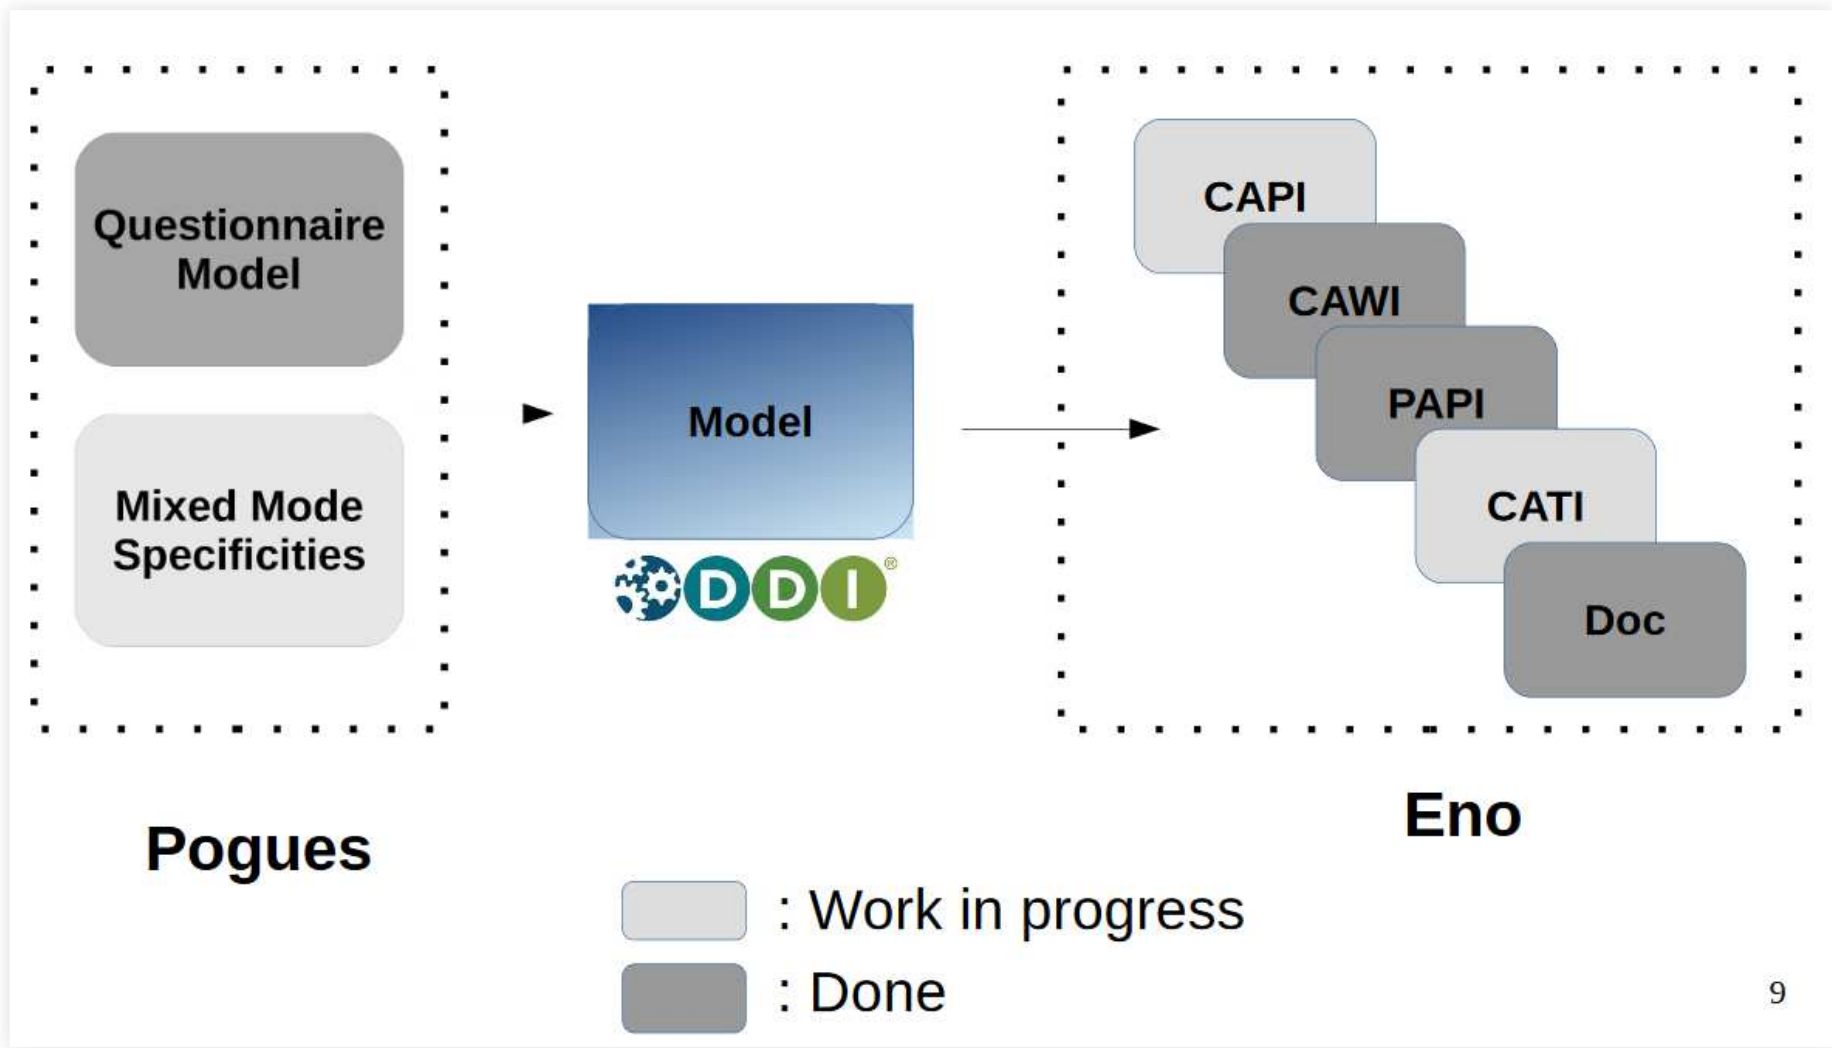 Questionnaire
Model
Mixed Mode
Specificities
Pogues
Model
DDI®
CAPI
CAWI
PAPI
CATI
Doc
Eno
: Work in progress
: Done
9